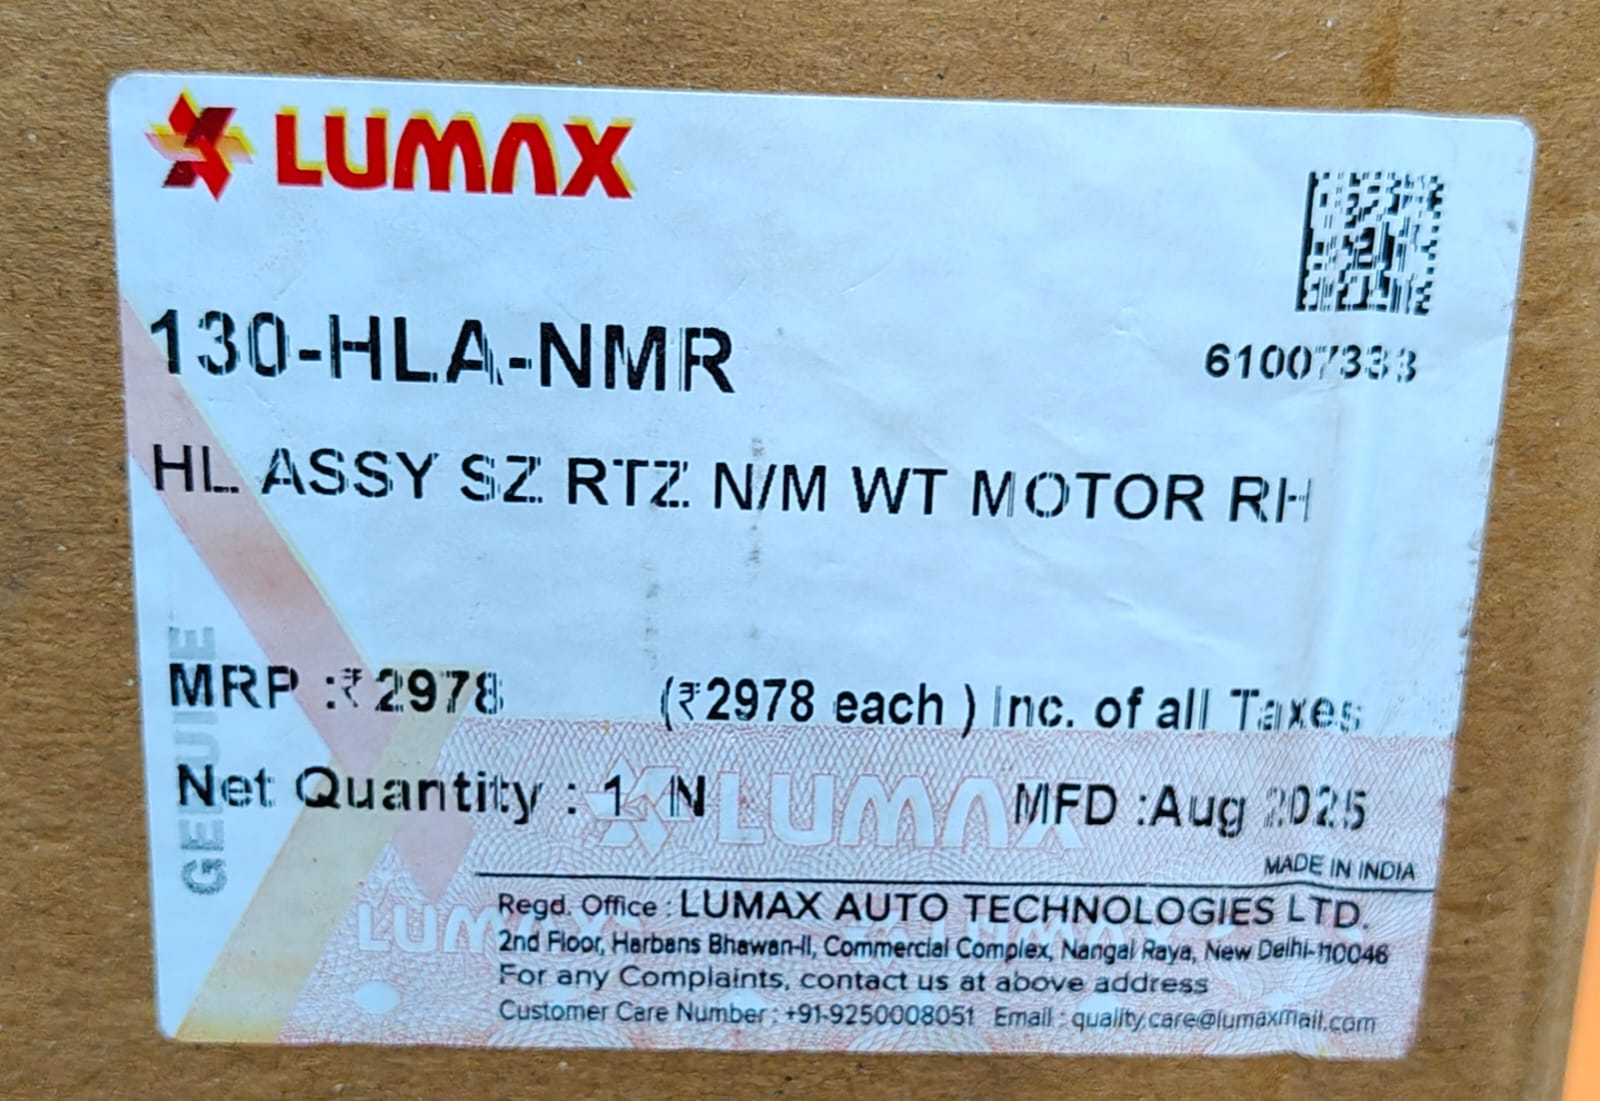 LUMAX
130-HLA-NMR
61007333
HL ASSY SZ RTZ N/M WT MOTOR RH
GENUINE
MRP :₹2978 (₹2978 each ) Inc. of all Taxes
Net Quantity : 1 N MFD :Aug 2025
LUMAX
MADE IN INDIA
Regd. Office : LUMAX AUTO TECHNOLOGIES LTD.
LUMAX
2nd Floor, Harbans Bhawan-II, Commercial Complex, Nangal Raya, New Delhi-110046
For any Complaints, contact us at above address
Customer Care Number : +91-9250008051 Email : quality.care@lumaxmail.com